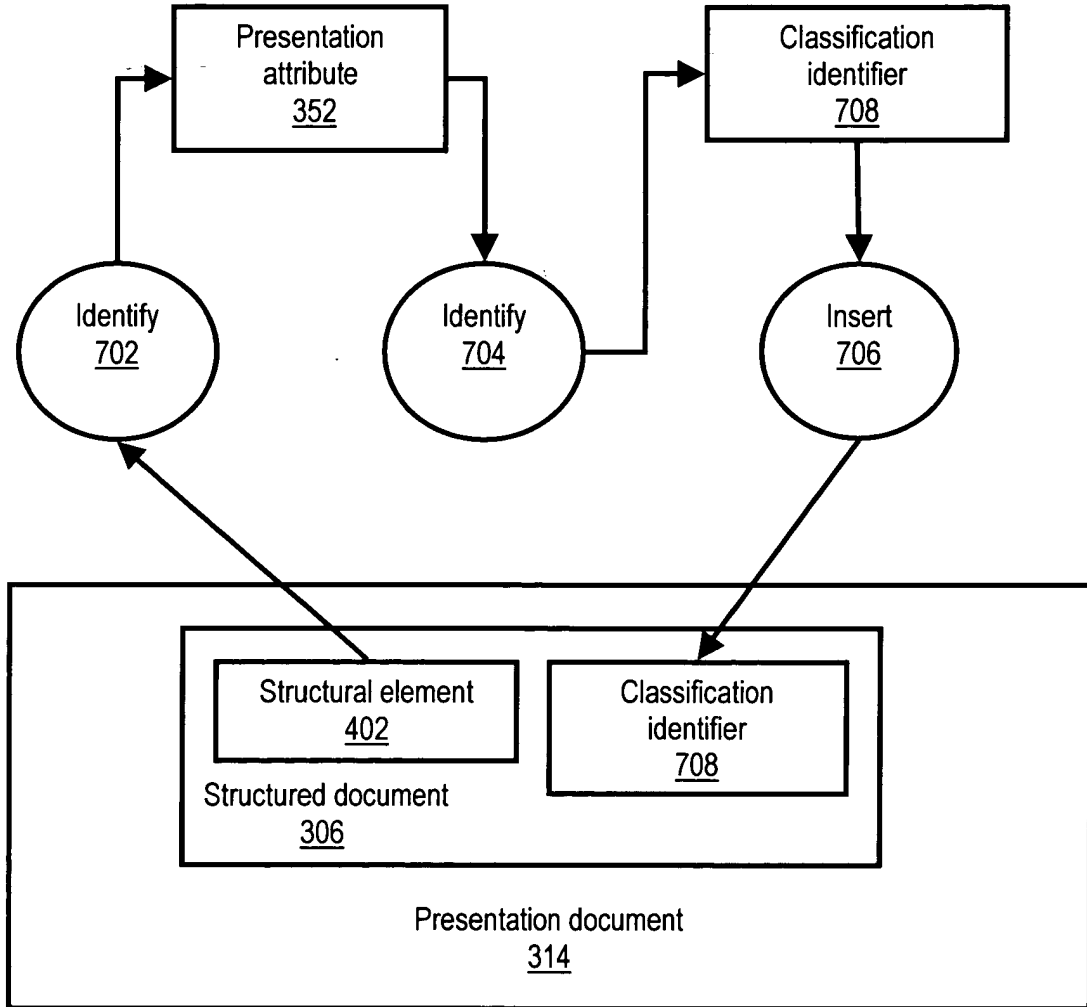 Presentation
attribute
352
Classification
identifier
708
Identify
702
Identify
704
Insert
706
Structural element
402
Classification
identifier
708
Structured document
306
Presentation document
314